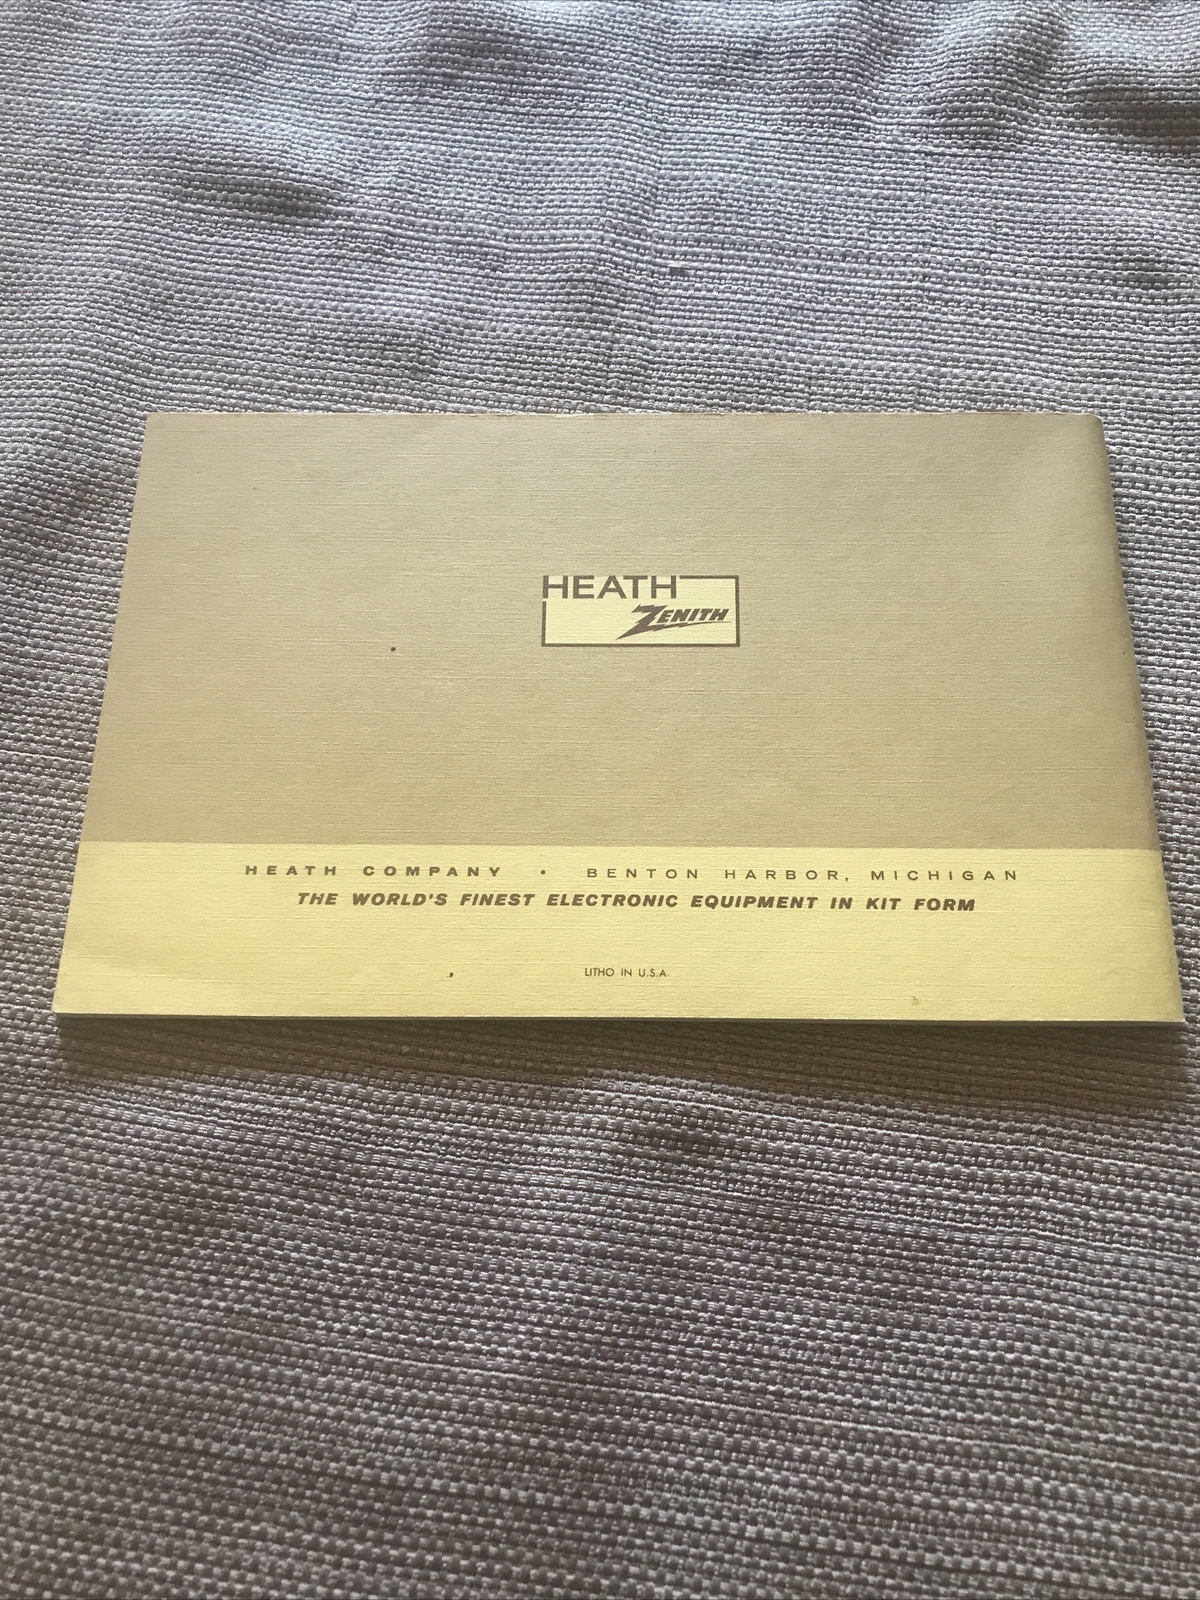 HEATH
ZENITH
HEATH COMPANY • BENTON HARBOR, MICHIGAN
THE WORLD'S FINEST ELECTRONIC EQUIPMENT IN KIT FORM
LITHO IN U.S.A.